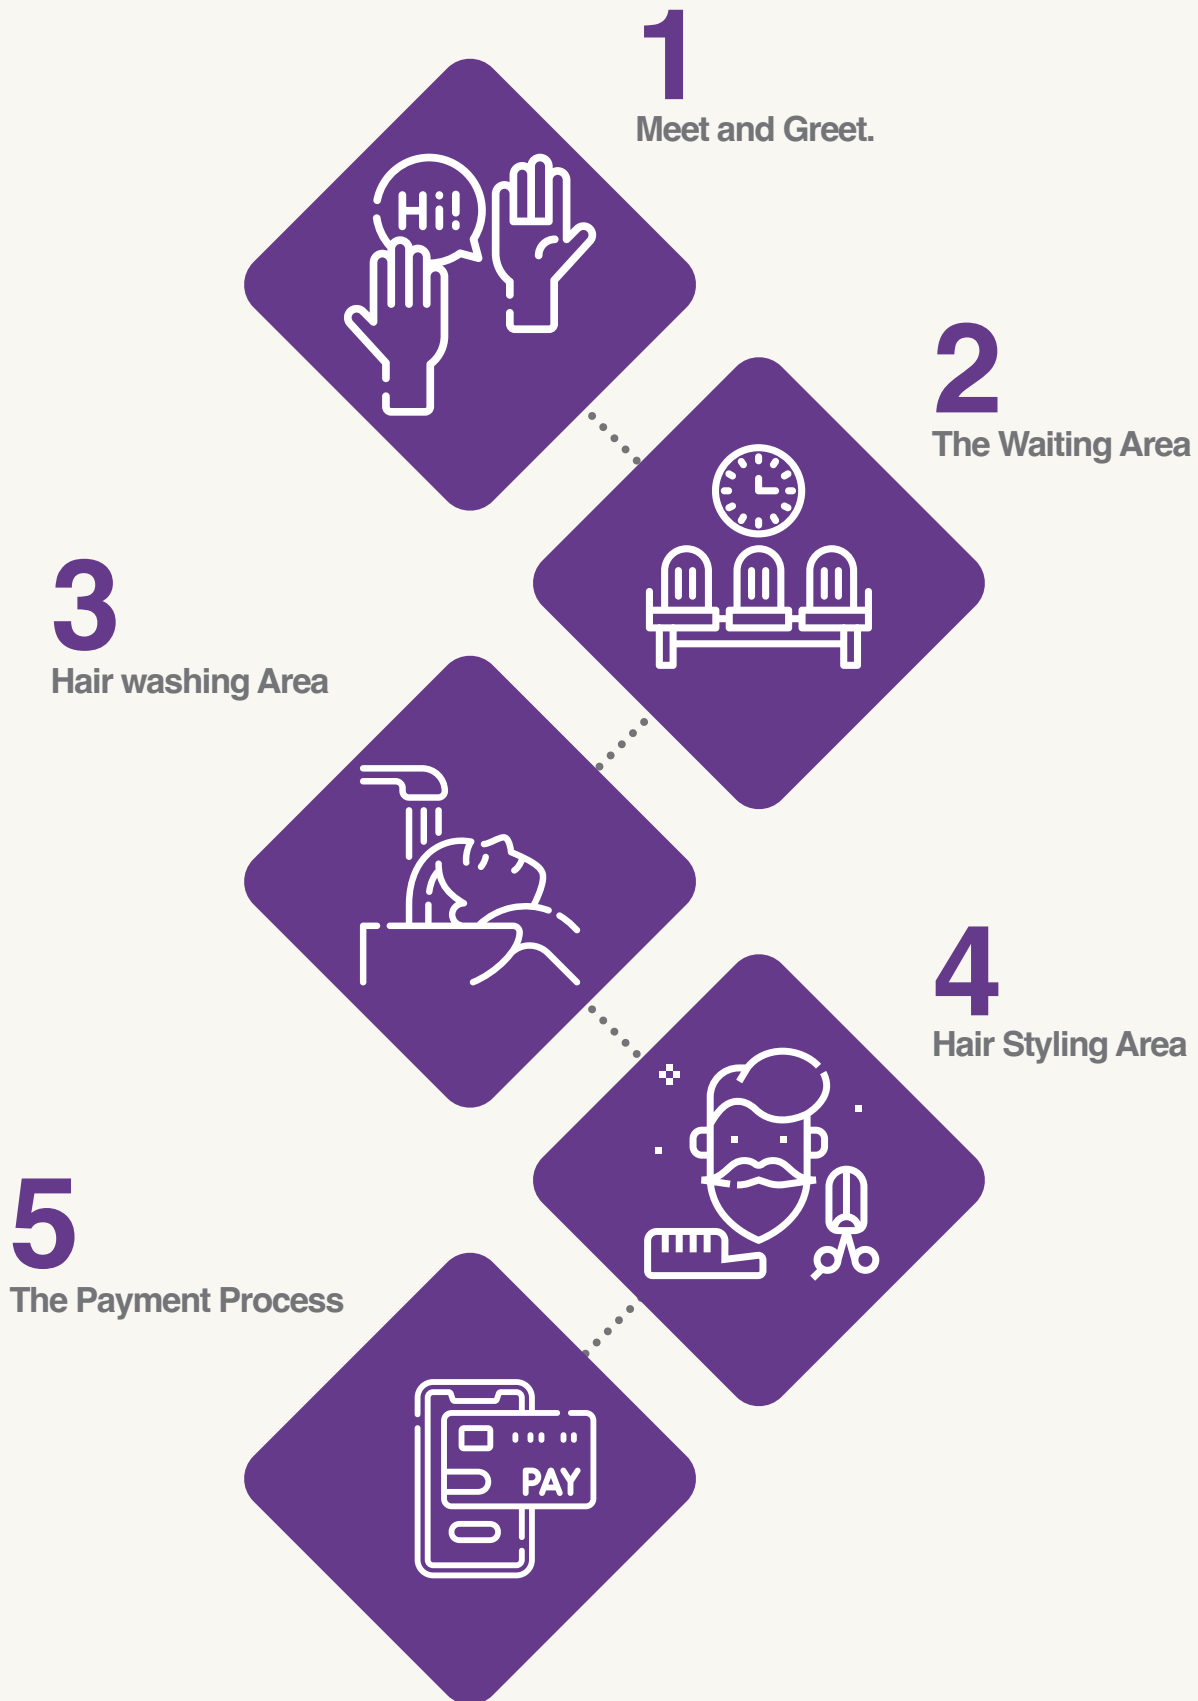 1
Meet and Greet.
Hi!
2
The Waiting Area
3
Hair washing Area
4
Hair Styling Area
5
The Payment Process
PAY